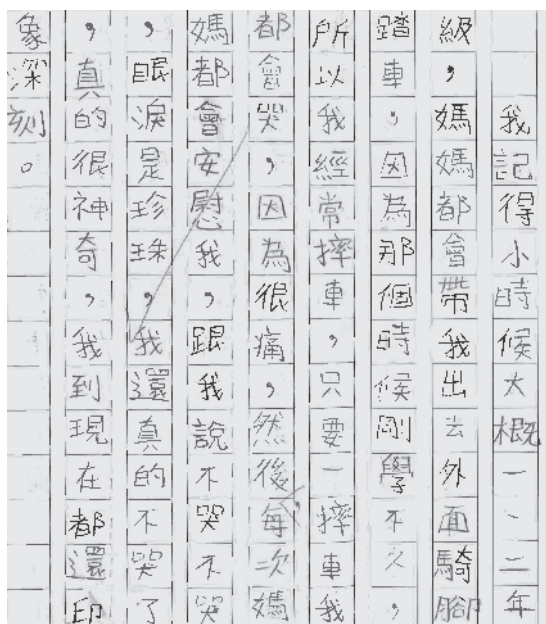 我記得小時候大概一、二年
級，媽媽都會帶我出去外面騎腳
踏車，因為那個時候剛學不久，
所以我經常摔車，只要一摔車我
都會哭，因為很痛，然後每次媽
媽都會安慰我跟我說不哭不哭
，眼淚是珍珠，我還真的不哭了
，真的很神奇，我到現在都還印
象深刻。